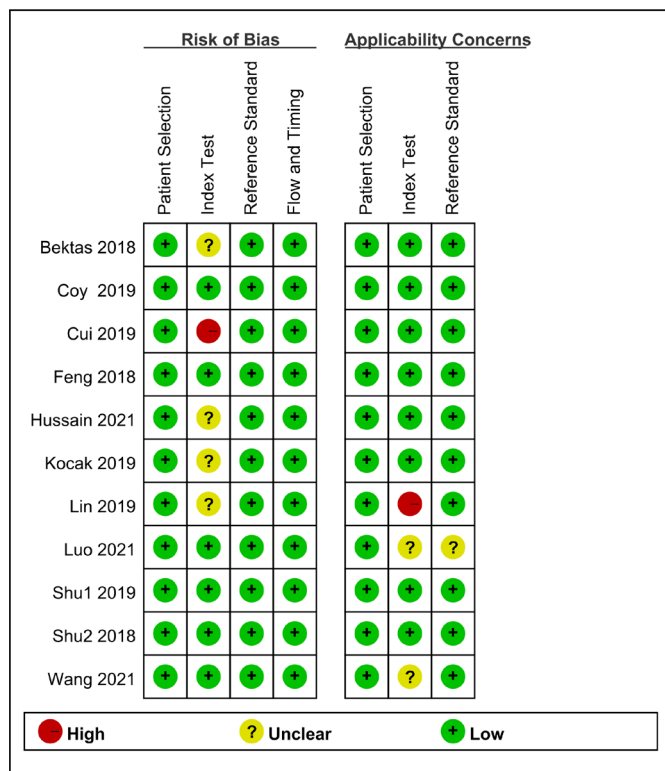 Risk of Bias Applicability Concerns
Patient Selection
Index Test
Reference Standard
Flow and Timing
Patient Selection
Index Test
Reference Standard
Bektas 2018 + ? + + + + +
Coy  2019 + + + + + + +
Cui 2019 + - + + + + +
Feng 2018 + + + + + + +
Hussain 2021 + ? + + + + +
Kocak 2019 + ? + + + + +
Lin 2019 + ? + + + - +
Luo 2021 + + + + + ? ?
Shu1 2019 + + + + + + +
Shu2 2018 + + + + + + +
Wang 2021 + + + + + ? +
- High ? Unclear + Low